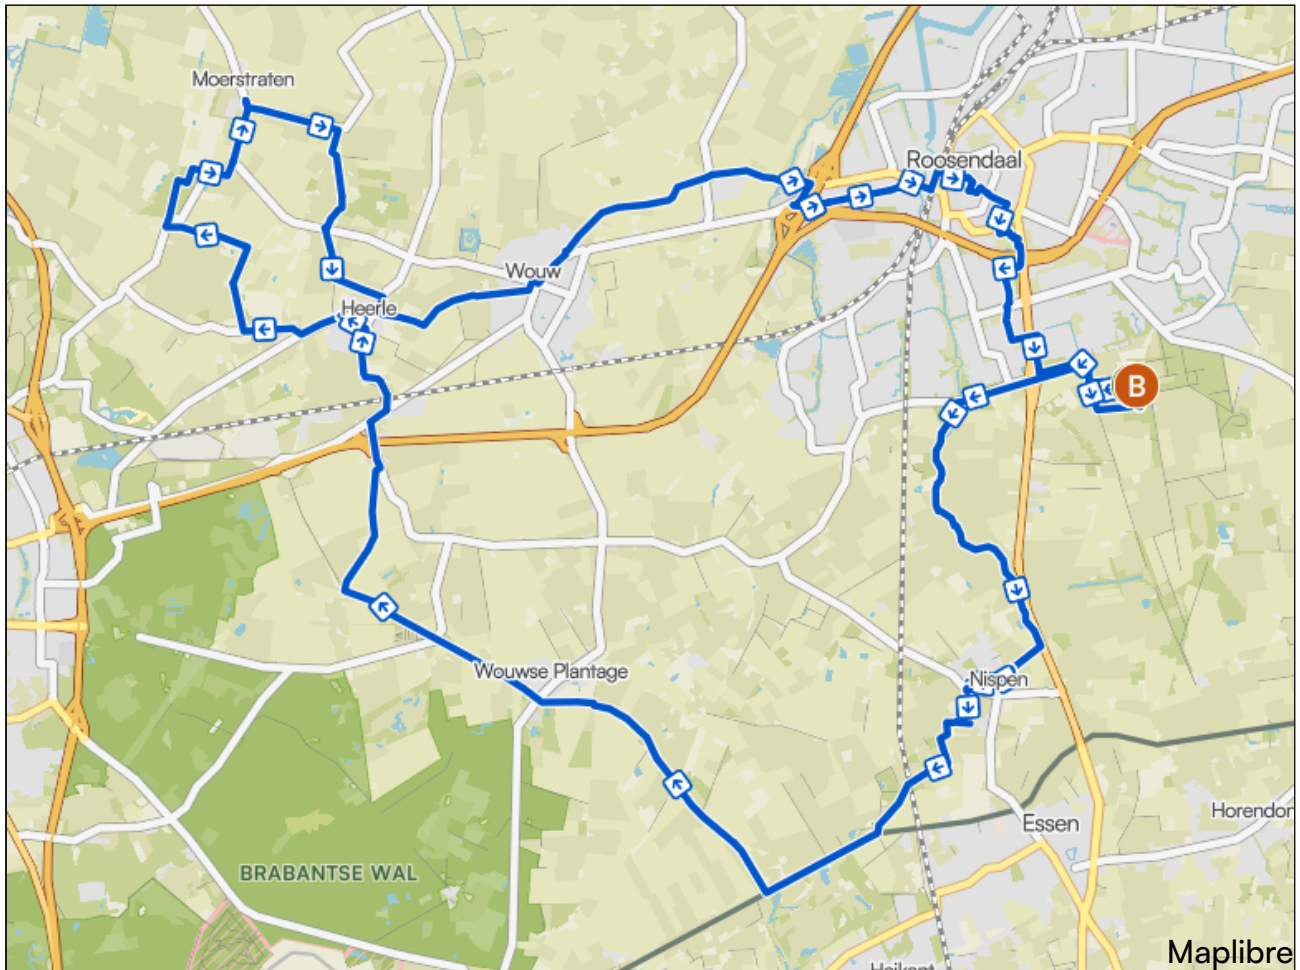 Moerstraten
Roosendaal
Wouw
Heerle
B
Wouwse Plantage
Nispen
Essen
Horendon
BRABANTSE WAL
Maplibre